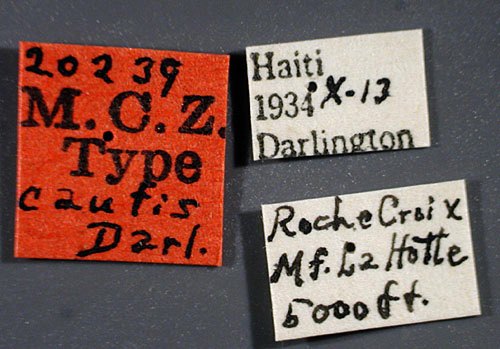 20239
M.C.Z.
Type
cautis
Darl.
Haiti
1934 X-13
Darlington
Roche Croix
Mt. La Hotte
5000 ft.